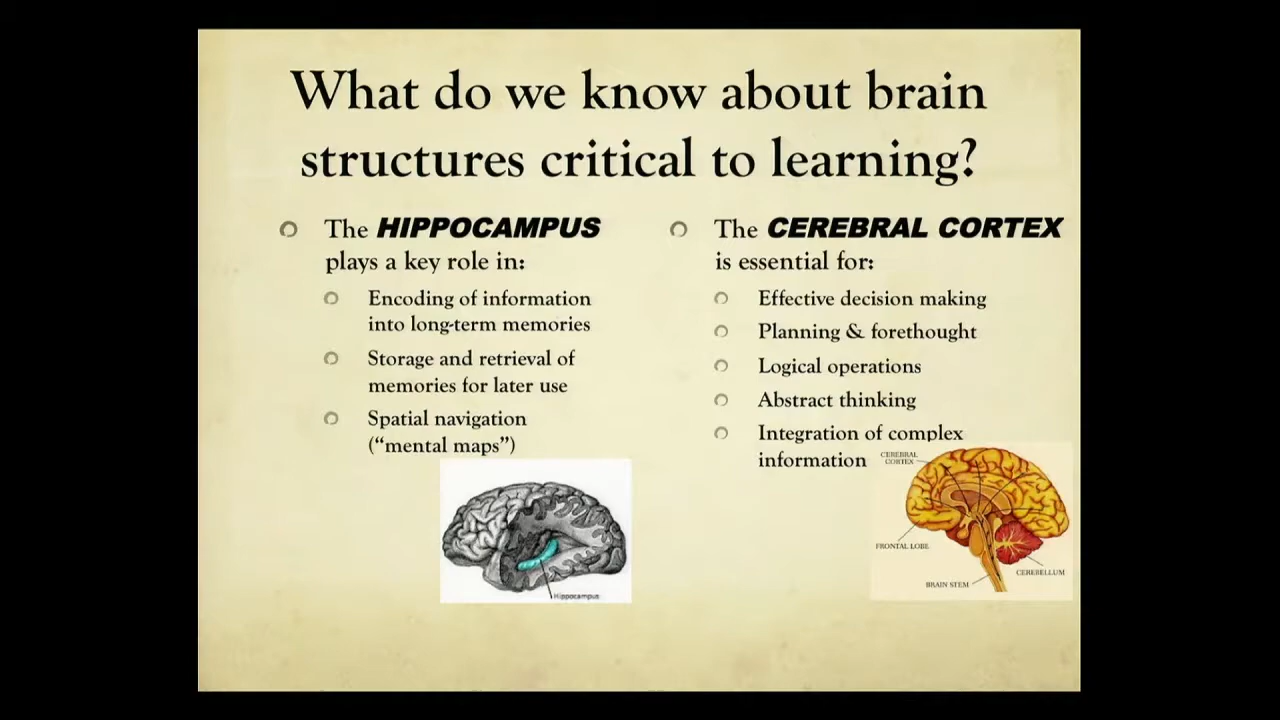 What do we know about brain
structures critical to learning?
The HIPPOCAMPUS
plays a key role in:
Encoding of information
into long-term memories
Storage and retrieval of
memories for later use
Spatial navigation
(“mental maps”)
Hippocampus
The CEREBRAL CORTEX
is essential for:
Effective decision making
Planning & forethought
Logical operations
Abstract thinking
Integration of complex
information
CEREBRAL
CORTEX
FRONTAL LOBE
CEREBELLUM
BRAIN STEM